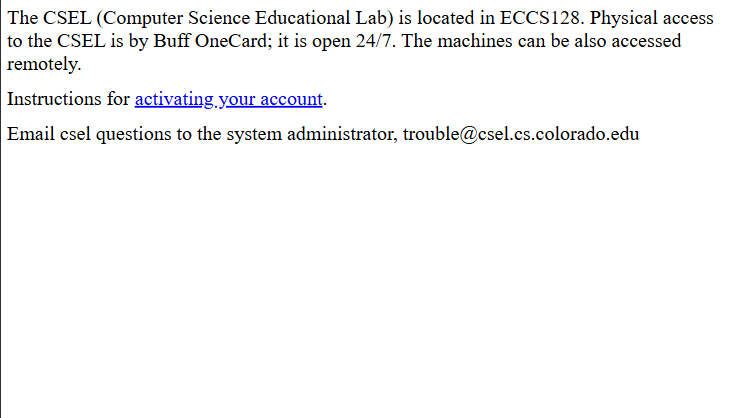 The CSEL (Computer Science Educational Lab) is located in ECCS128. Physical access
to the CSEL is by Buff OneCard; it is open 24/7. The machines can be also accessed
remotely.
Instructions for activating your account.
Email csel questions to the system administrator, trouble@csel.cs.colorado.edu